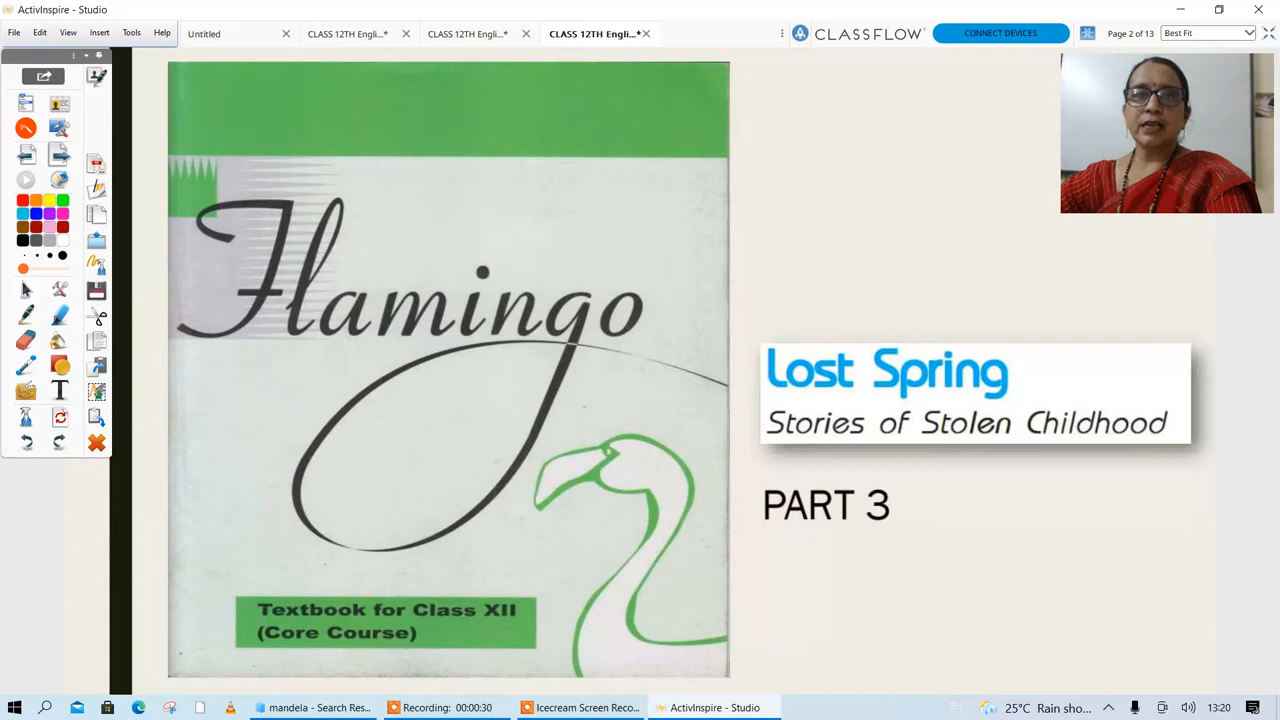 ActivInspire - Studio
File Edit View Insert Tools Help
Untitled
CLASS 12TH Engli...*
CLASS 12TH Engli...*
CLASS 12TH Engli...*
CLASSFLOW
CONNECT DEVICES
Page 2 of 13
Best Fit
Flamingo
Textbook for Class XII
(Core Course)
Lost Spring
Stories of Stolen Childhood
PART 3
mandela - Search Res...
Recording: 00:00:30
Icecream Screen Reco...
ActivInspire - Studio
EN
25°C Rain sho...
13:20